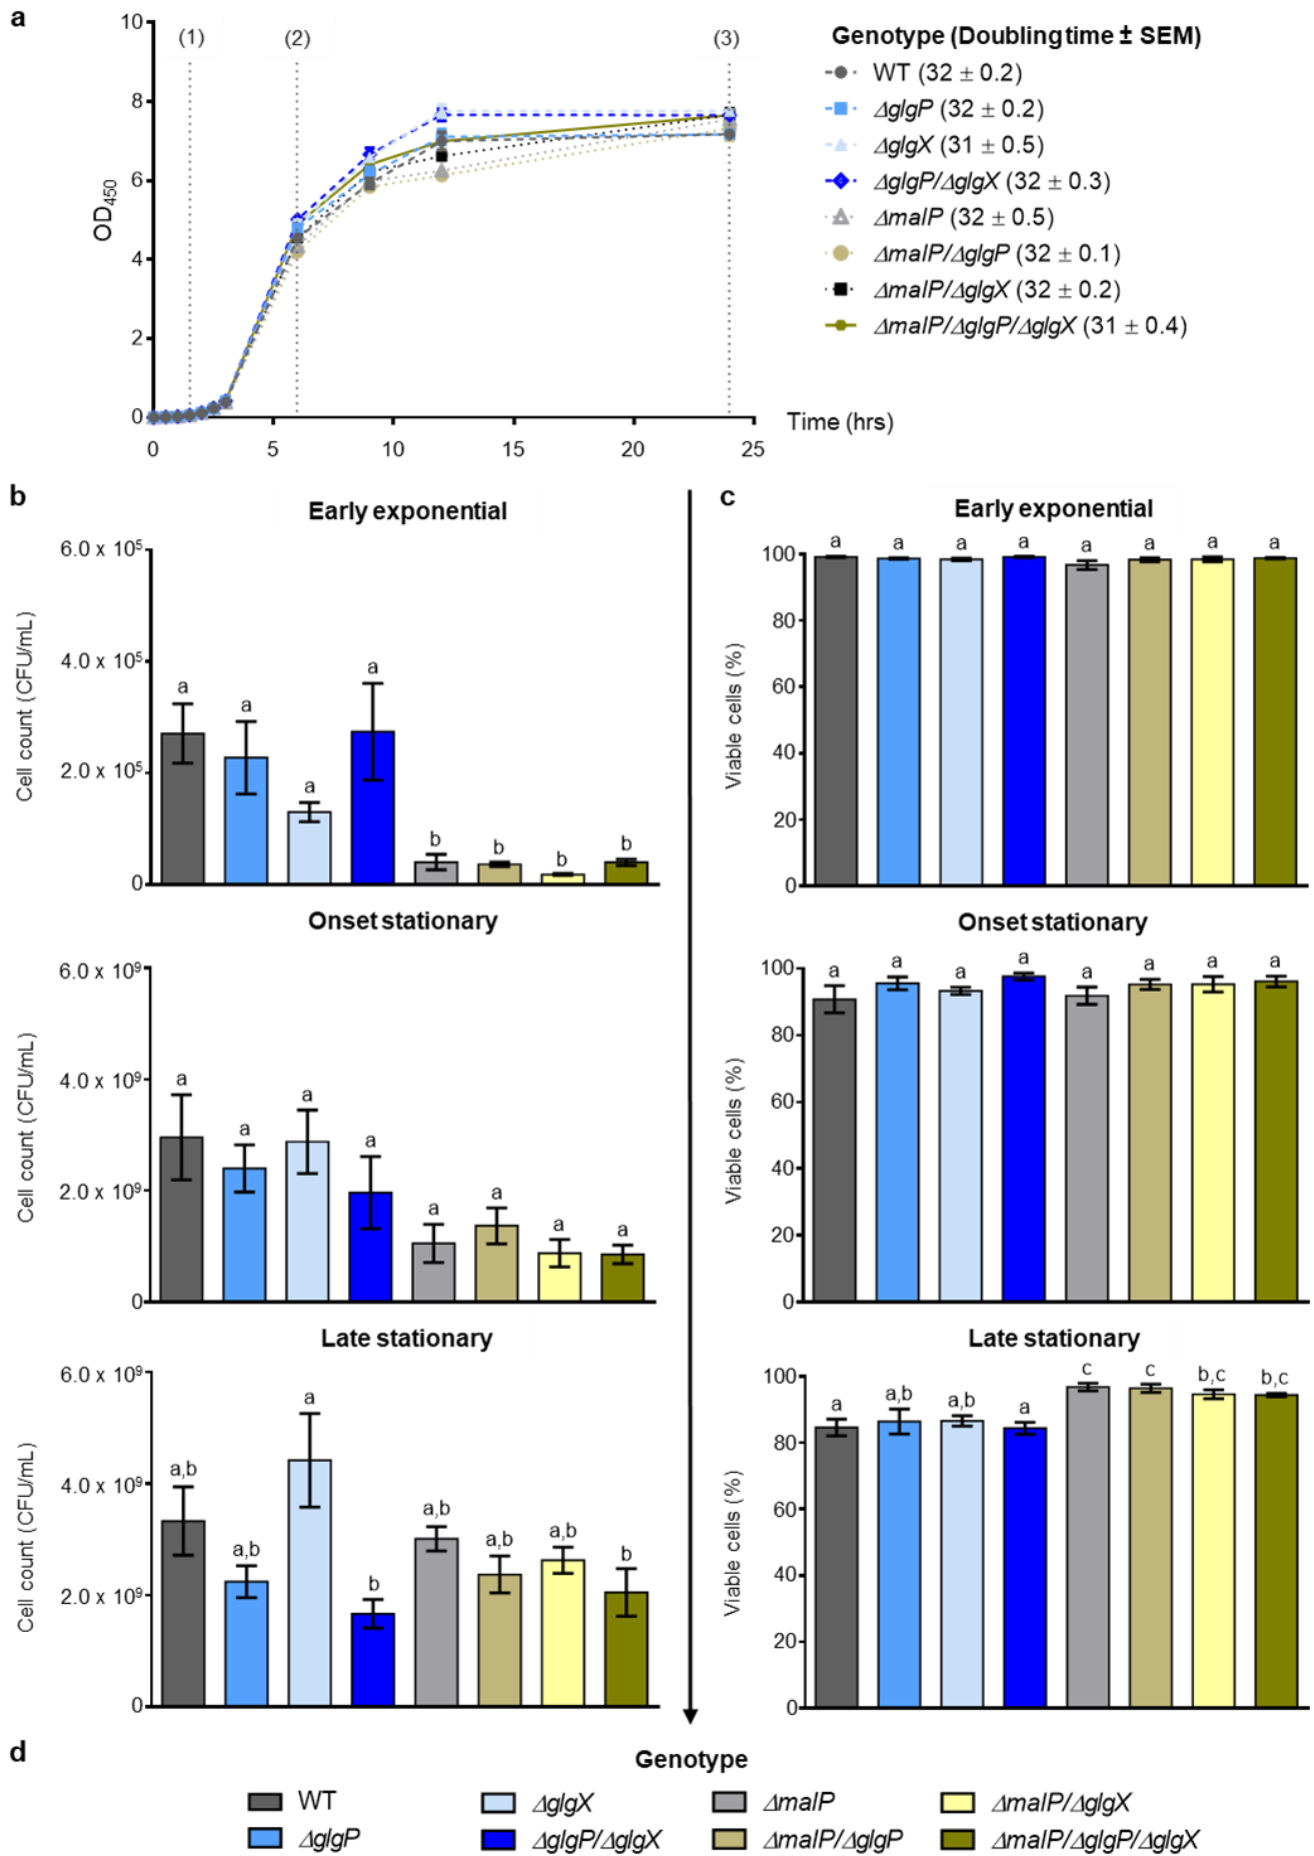 a
10
8
6
4
2
0
OD450
(1)
(2)
(3)
0
5
10
15
20
25
Time (hrs)
Genotype (Doubling time ± SEM)
WT (32 ± 0.2)
ΔglgP (32 ± 0.2)
ΔglgX (31 ± 0.5)
ΔglgP/ΔglgX (32 ± 0.3)
ΔmalP (32 ± 0.5)
ΔmalP/ΔglgP (32 ± 0.1)
ΔmalP/ΔglgX (32 ± 0.2)
ΔmalP/ΔglgP/ΔglgX (31 ± 0.4)
b
Early exponential
Cell count (CFU/mL)
6.0 x 10⁵
4.0 x 10⁵
2.0 x 10⁵
0
a a a a b b b b
Onset stationary
Cell count (CFU/mL)
6.0 x 10⁹
4.0 x 10⁹
2.0 x 10⁹
0
a a a a a a a a
Late stationary
Cell count (CFU/mL)
6.0 x 10⁹
4.0 x 10⁹
2.0 x 10⁹
0
a,b a,b a b a,b a,b a,b b
c
Early exponential
Viable cells (%)
100
80
60
40
20
0
a a a a a a a a
Onset stationary
Viable cells (%)
100
80
60
40
20
0
a a a a a a a a
Late stationary
Viable cells (%)
100
80
60
40
20
0
a a,b a,b a c c b,c b,c
d
Genotype
WT ΔglgX ΔmalP ΔmalP/ΔglgX
ΔglgP ΔglgP/ΔglgX ΔmalP/ΔglgP ΔmalP/ΔglgP/ΔglgX